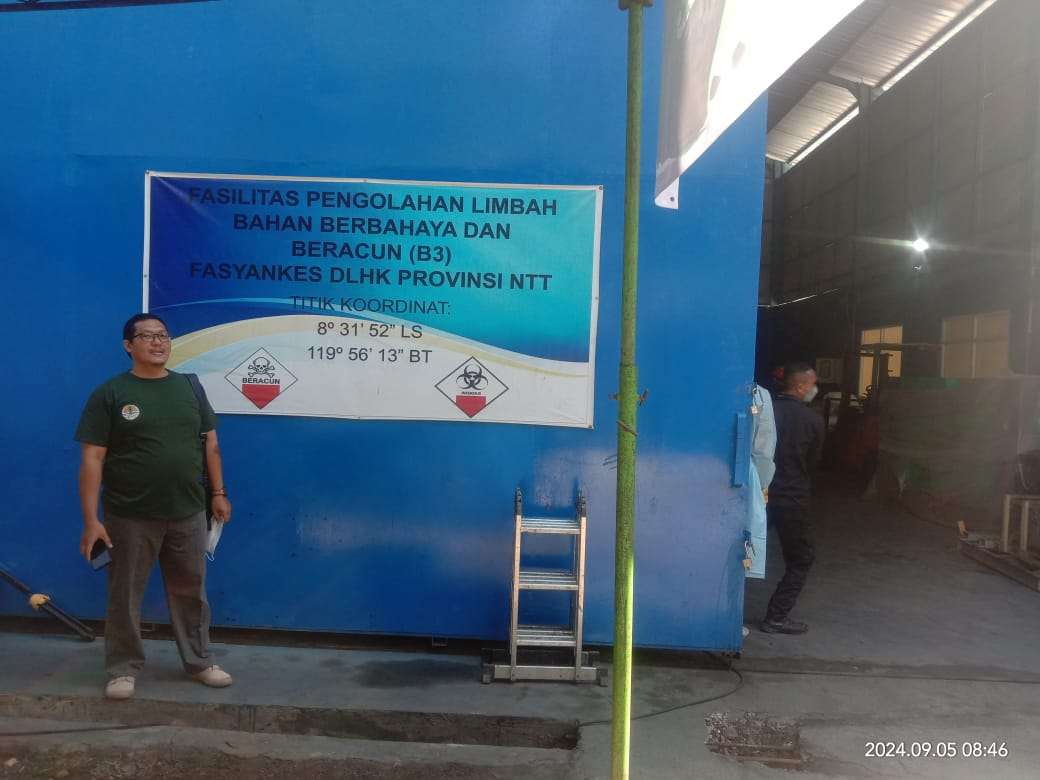 FASILITAS PENGOLAHAN LIMBAH
BAHAN BERBAHAYA DAN
BERACUN (B3)
FASYANKES DLHK PROVINSI NTT
TITIK KOORDINAT:
8º 31' 52" LS
119º 56' 13" BT
BERACUN
2024.09.05 08:46